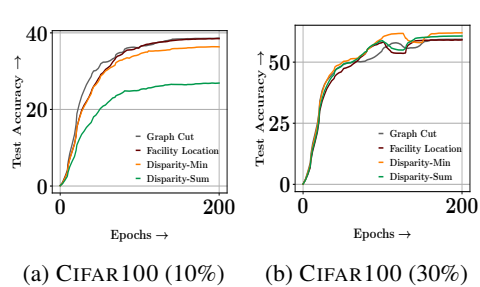 40
20
0
0
200
Test Accuracy →
Epochs →
Graph Cut
Facility Location
Disparity-Min
Disparity-Sum
(a) CIFAR100 (10%)
50
25
0
0
200
Test Accuracy →
Epochs →
Graph Cut
Facility Location
Disparity-Min
Disparity-Sum
(b) CIFAR100 (30%)